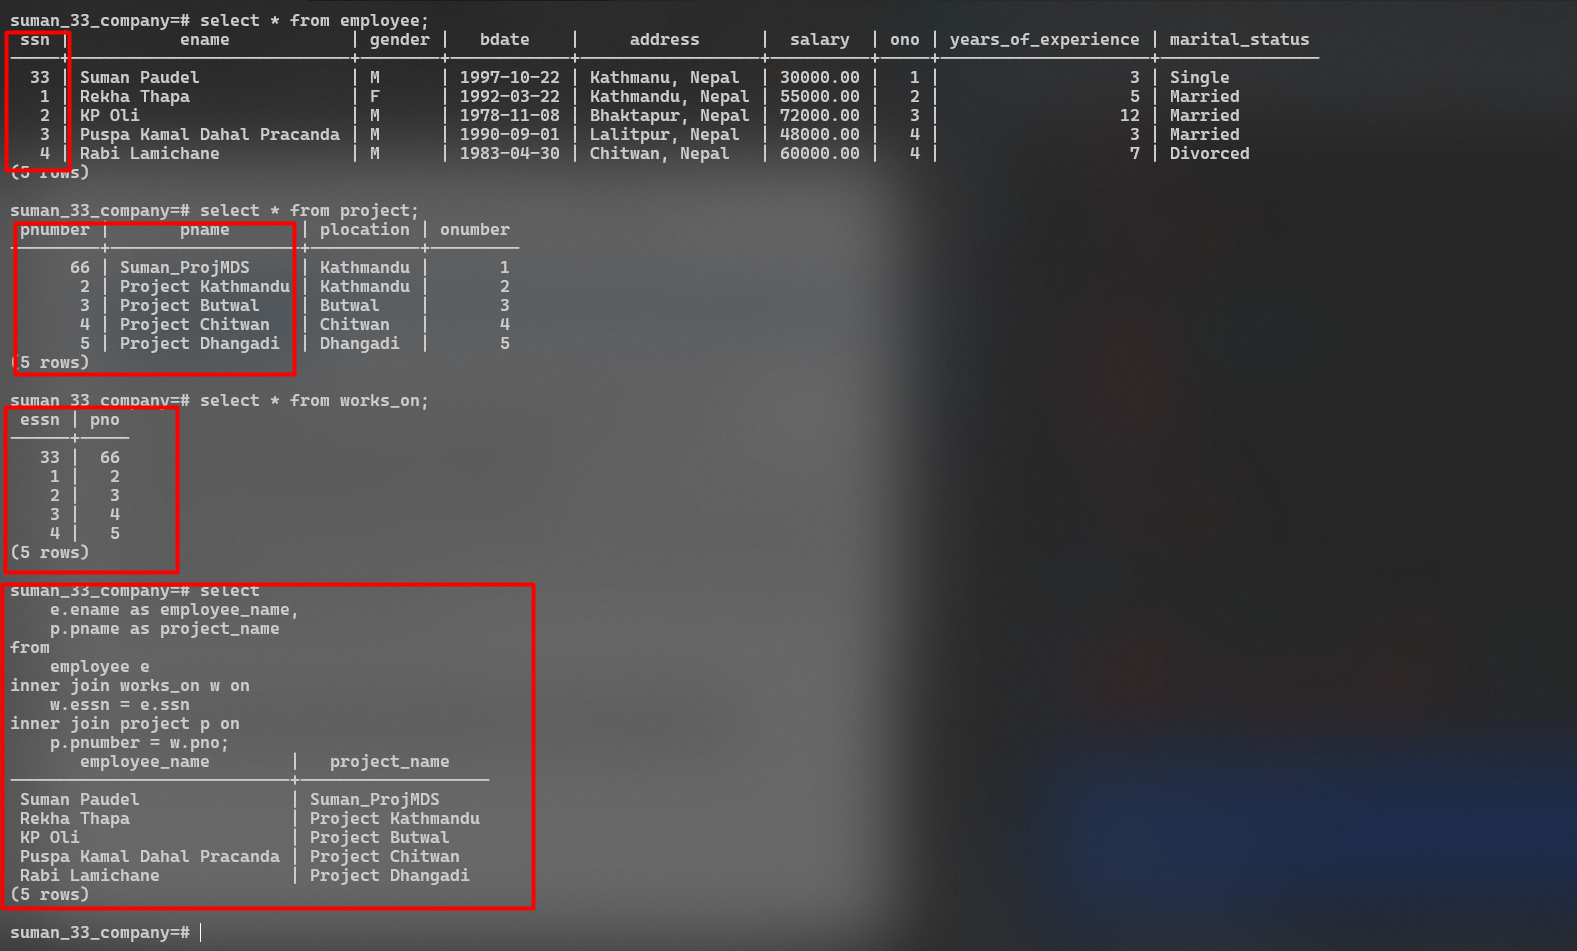 suman_33_company=# select * from employee;
 ssn |           ename           | gender |   bdate    |     address      |  salary  | ono | years_of_experience | marital_status
-----+---------------------------+--------+------------+------------------+----------+-----+---------------------+----------------
  33 | Suman Paudel              | M      | 1997-10-22 | Kathmanu, Nepal  | 30000.00 |   1 |                   3 | Single
   1 | Rekha Thapa               | F      | 1992-03-22 | Kathmandu, Nepal | 55000.00 |   2 |                   5 | Married
   2 | KP Oli                    | M      | 1978-11-08 | Bhaktapur, Nepal | 72000.00 |   3 |                  12 | Married
   3 | Puspa Kamal Dahal Pracanda | M      | 1990-09-01 | Lalitpur, Nepal  | 48000.00 |   4 |                   3 | Married
   4 | Rabi Lamichane            | M      | 1983-04-30 | Chitwan, Nepal   | 60000.00 |   4 |                   7 | Divorced
(5 rows)
suman_33_company=# select * from project;
 pnumber |       pname       | plocation | onumber
---------+-------------------+-----------+---------
      66 | Suman_ProjMDS     | Kathmandu |       1
       2 | Project Kathmandu | Kathmandu |       2
       3 | Project Butwal    | Butwal    |       3
       4 | Project Chitwan   | Chitwan   |       4
       5 | Project Dhangadi  | Dhangadi  |       5
(5 rows)
suman_33_company=# select * from works_on;
 essn | pno
------+-----
   33 |  66
    1 |   2
    2 |   3
    3 |   4
    4 |   5
(5 rows)
suman_33_company=# select
    e.ename as employee_name,
    p.pname as project_name
from
    employee e
inner join works_on w on
    w.essn = e.ssn
inner join project p on
    p.pnumber = w.pno;
       employee_name        |   project_name
----------------------------+-------------------
 Suman Paudel               | Suman_ProjMDS
 Rekha Thapa                | Project Kathmandu
 KP Oli                     | Project Butwal
 Puspa Kamal Dahal Pracanda | Project Chitwan
 Rabi Lamichane             | Project Dhangadi
(5 rows)
suman_33_company=#